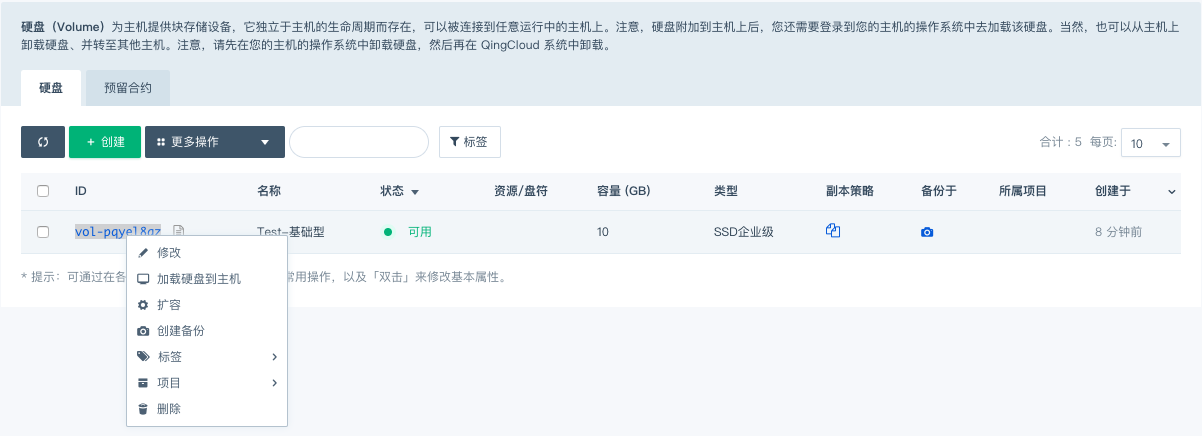 硬盘（Volume）为主机提供块存储设备，它独立于主机的生命周期而存在，可以被连接到任意运行中的主机上。注意，硬盘附加到主机上后，您还需要登录到您的主机的操作系统中去加载该硬盘。当然，也可以从主机上
卸载硬盘、并转至其他主机。注意，请先在您的主机的操作系统中卸载硬盘，然后再在 QingCloud 系统中卸载。
硬盘 预留合约
+ 创建 更多操作 标签 合计：5 每页: 10
ID 名称 状态 资源/盘符 容量 (GB) 类型 副本策略 备份于 所属项目 创建于
Test-基础型 可用 10 SSD企业级 8 分钟前
修改
* 提示：可通过在各 常用操作，以及「双击」来修改基本属性。
加载硬盘到主机
扩容
创建备份
标签
项目
删除